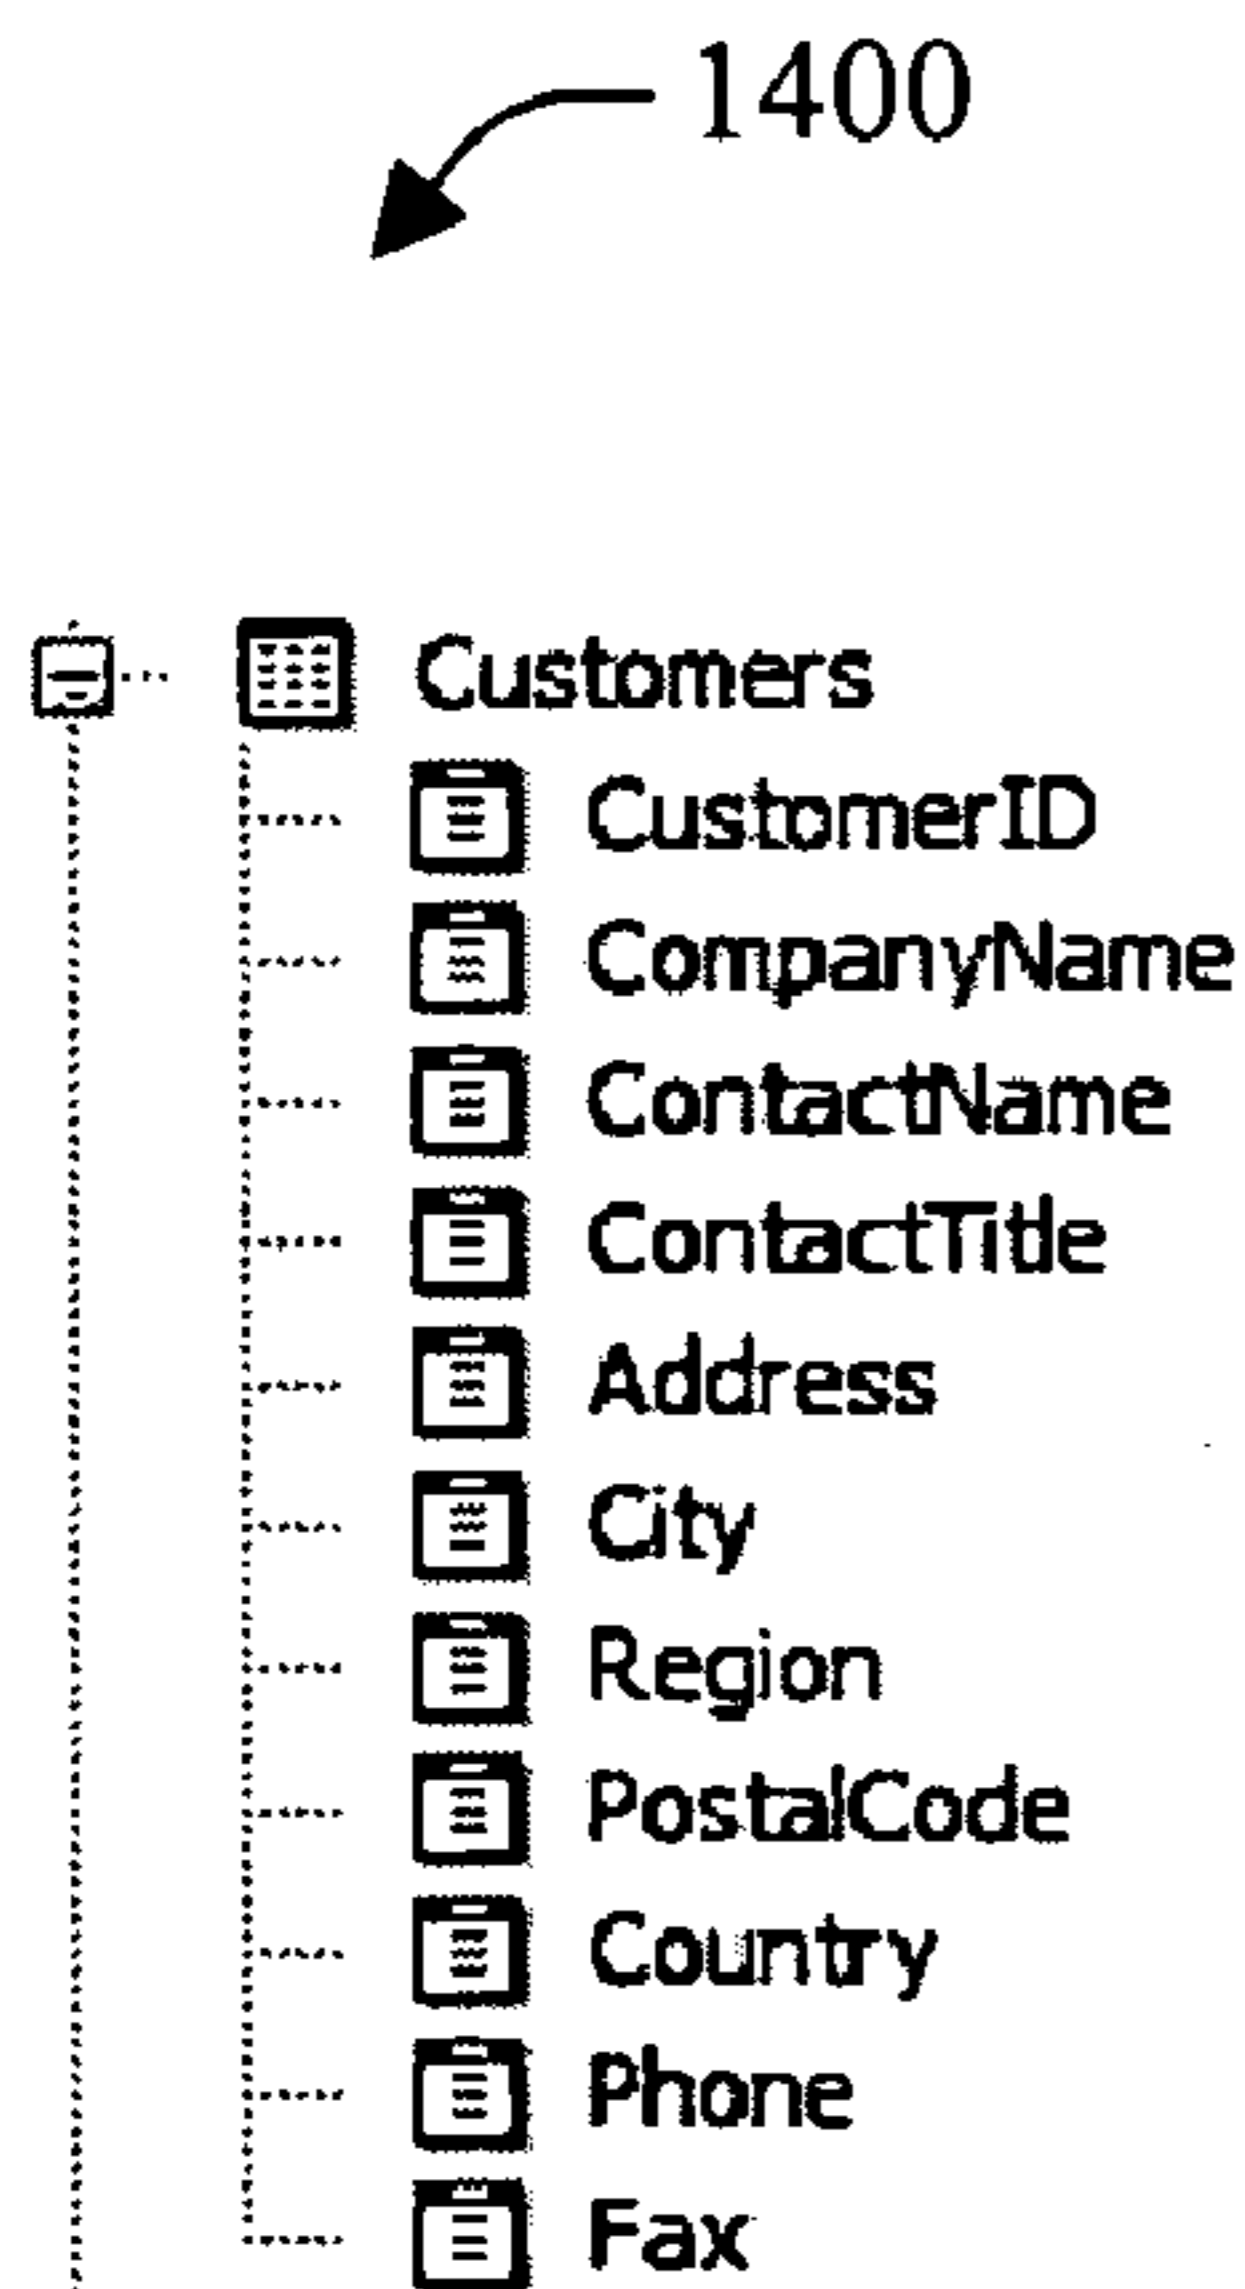 1400
Customers
CustomerID
CompanyName
ContactName
ContactTitle
Address
City
Region
PostalCode
Country
Phone
Fax